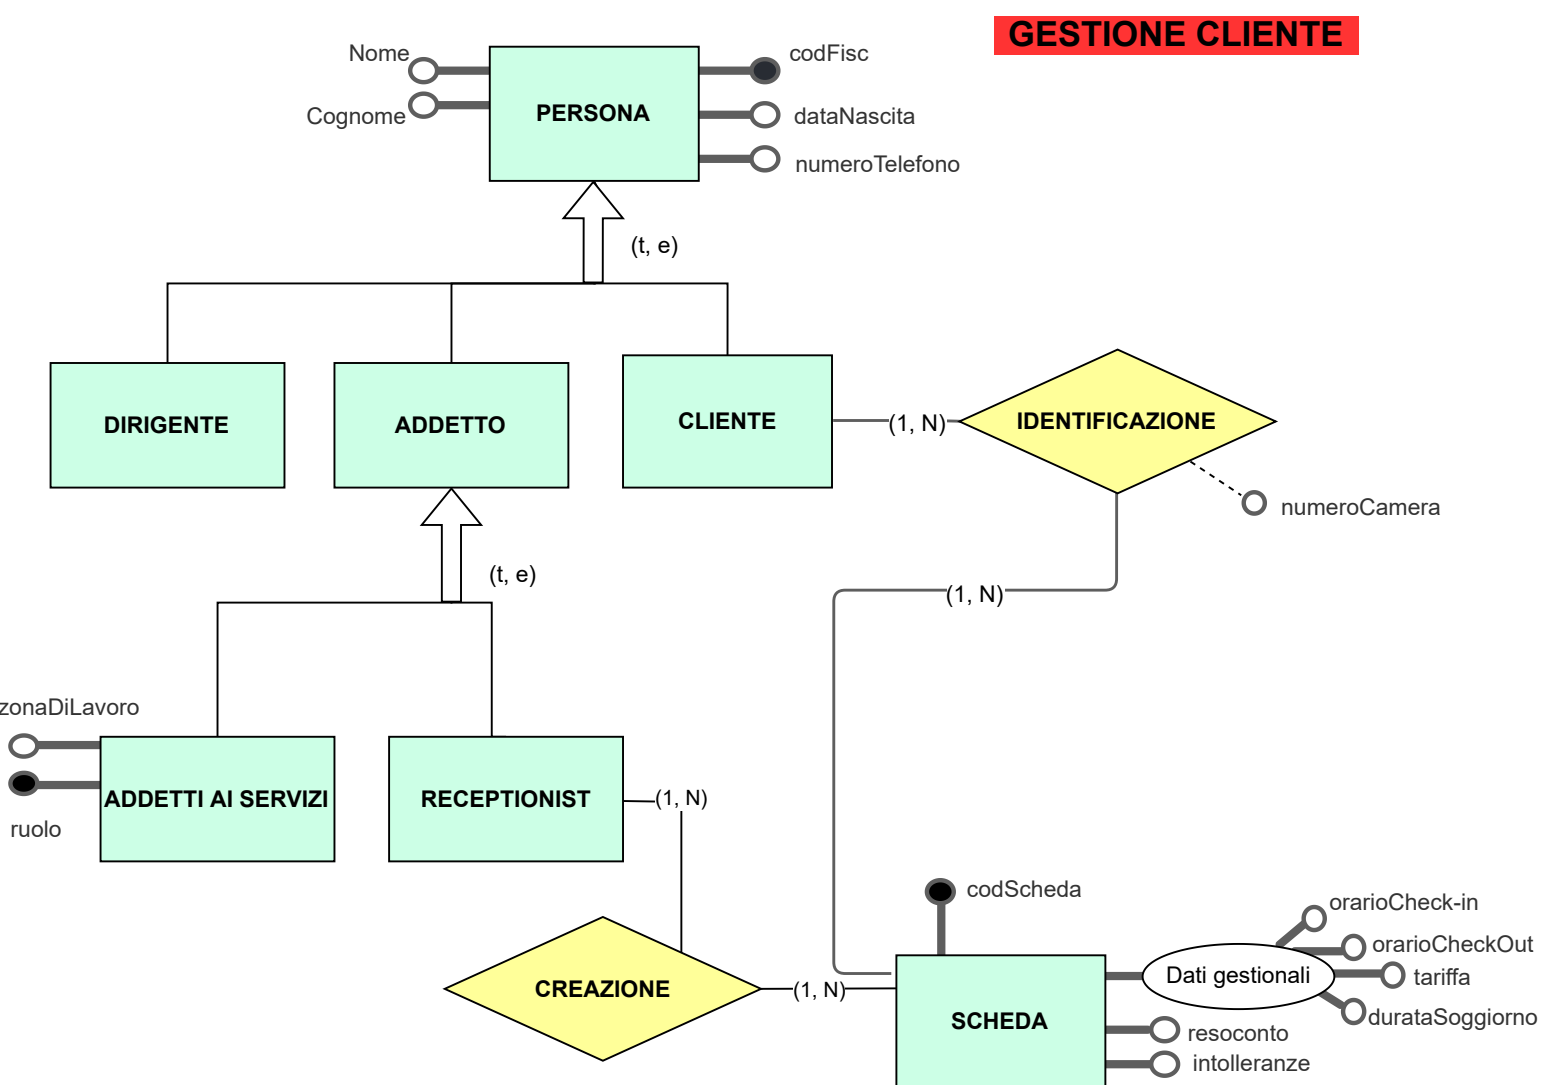 GESTIONE CLIENTE
Nome
codFisc
Cognome
PERSONA
dataNascita
numeroTelefono
(t, e)
DIRIGENTE
ADDETTO
CLIENTE
(1, N)
IDENTIFICAZIONE
numeroCamera
(t, e)
(1, N)
zonaDiLavoro
ADDETTI AI SERVIZI
RECEPTIONIST
(1, N)
ruolo
codScheda
orarioCheck-in
orarioCheckOut
Dati gestionali
tariffa
CREAZIONE
(1, N)
durataSoggiorno
SCHEDA
resoconto
intolleranze